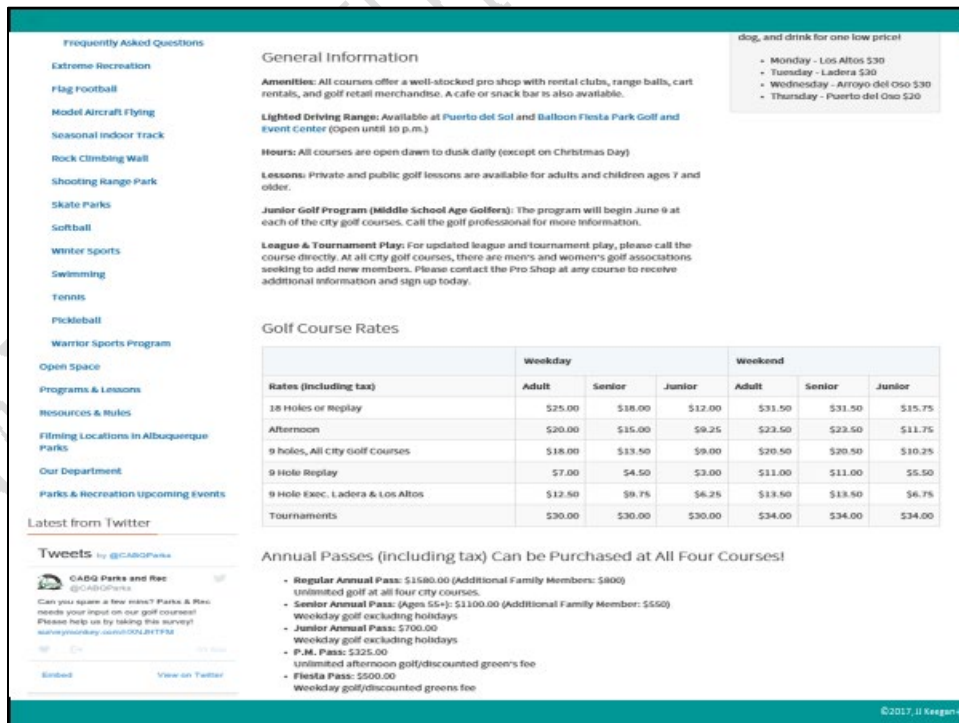 Frequently Asked Questions
Extreme Recreation
Flag Football
Model Aircraft Flying
Seasonal Indoor Track
Rock Climbing Wall
Shooting Range Park
Skate Parks
Softball
Winter Sports
Swimming
Tennis
Pickleball
Warrior Sports Program
Open Space
Programs & Lessons
Resources & Rules
Filming Locations in Albuquerque
Parks
Our Department
Parks & Recreation Upcoming Events
Latest from Twitter
Tweets by @CABQParks
CABQ Parks and Rec
@CABQParks
Can you spare a few mins? Parks & Rec
needs your input on our golf courses!
Please help us by taking this survey!
Embed View on Twitter
General Information
Amenities: All courses offer a well-stocked pro shop with rental clubs, range balls, cart
rentals, and golf retail merchandise. A cafe or snack bar is also available.
Lighted Driving Range: Available at Puerto del Sol and Balloon Fiesta Park Golf and
Event Center (Open until 10 p.m.)
Hours: All courses are open dawn to dusk daily (except on Christmas Day)
Lessons: Private and public golf lessons are available for adults and children ages 7 and
older.
Junior Golf Program (Middle School Age Golfers): The program will begin June 9 at
each of the city golf courses. Call the golf professional for more information.
League & Tournament Play: For updated league and tournament play, please call the
course directly. At all City golf courses, there are men's and women's golf associations
seeking to add new members. Please contact the Pro Shop at any course to receive
additional information and sign up today.
dog, and drink for one low price!
Monday - Los Altos $30
Tuesday - Ladera $30
Wednesday - Arroyo del Oso $30
Thursday - Puerto del Oso $20
Golf Course Rates
Weekday Weekend
Rates (including tax) Adult Senior Junior Adult Senior Junior
18 Holes or Replay $25.00 $18.00 $12.00 $31.50 $31.50 $15.75
Afternoon $20.00 $15.00 $9.25 $23.50 $23.50 $11.75
9 holes, All City Golf Courses $18.00 $13.50 $9.00 $20.50 $20.50 $10.25
9 Hole Replay $7.00 $4.50 $3.00 $11.00 $11.00 $5.50
9 Hole Exec. Ladera & Los Altos $12.50 $9.75 $6.25 $13.50 $13.50 $6.75
Tournaments $30.00 $30.00 $30.00 $34.00 $34.00 $34.00
Annual Passes (including tax) Can be Purchased at All Four Courses!
Regular Annual Pass: $1580.00 (Additional Family Members: $800)
Unlimited golf at all four city courses.
Senior Annual Pass: (Ages 55+): $1100.00 (Additional Family Member: $550)
Weekday golf excluding holidays
Junior Annual Pass: $700.00
Weekday golf excluding holidays
P.M. Pass: $325.00
Unlimited afternoon golf/discounted green's fee
Fiesta Pass: $500.00
Weekday golf/discounted greens fee
©2017, JJ Keegan+